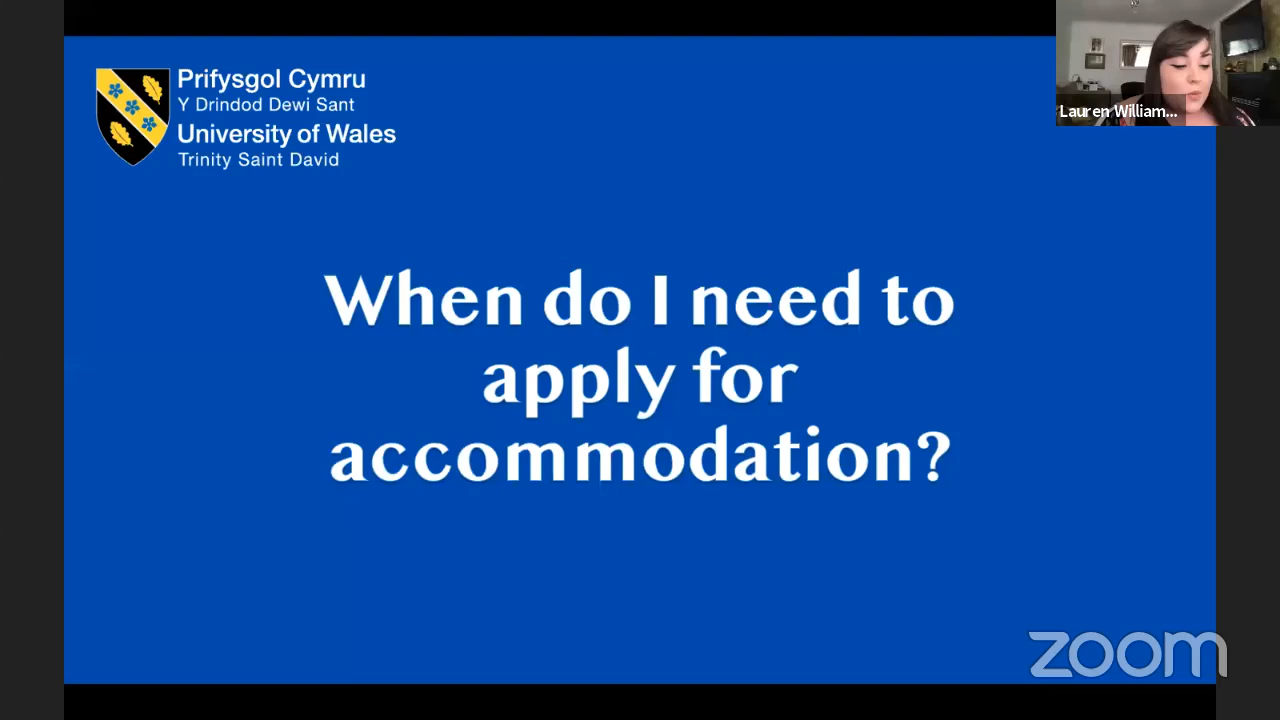 Prifysgol Cymru
Y Drindod Dewi Sant
University of Wales
Trinity Saint David
Lauren William...
When do I need to
apply for
accommodation?
zoom